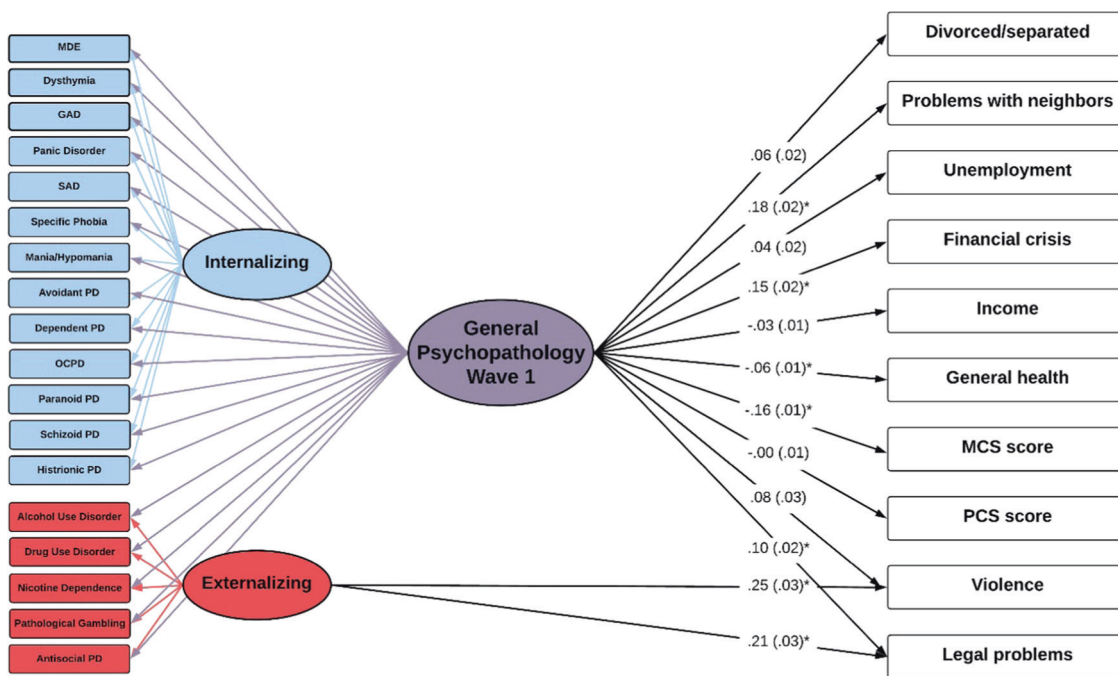 MDE
Dysthymia
GAD
Panic Disorder
SAD
Specific Phobia
Mania/Hypomania
Avoidant PD
Dependent PD
OCPD
Paranoid PD
Schizoid PD
Histrionic PD
Alcohol Use Disorder
Drug Use Disorder
Nicotine Dependence
Pathological Gambling
Antisocial PD
Internalizing
Externalizing
General
Psychopathology
Wave 1
.06 (.02)
.18 (.02)*
.04 (.02)
.15 (.02)*
-.03 (.01)
-.06 (.01)*
-.16 (.01)*
-.00 (.01)
.08 (.03)
.10 (.02)*
.25 (.03)*
.21 (.03)*
Divorced/separated
Problems with neighbors
Unemployment
Financial crisis
Income
General health
MCS score
PCS score
Violence
Legal problems